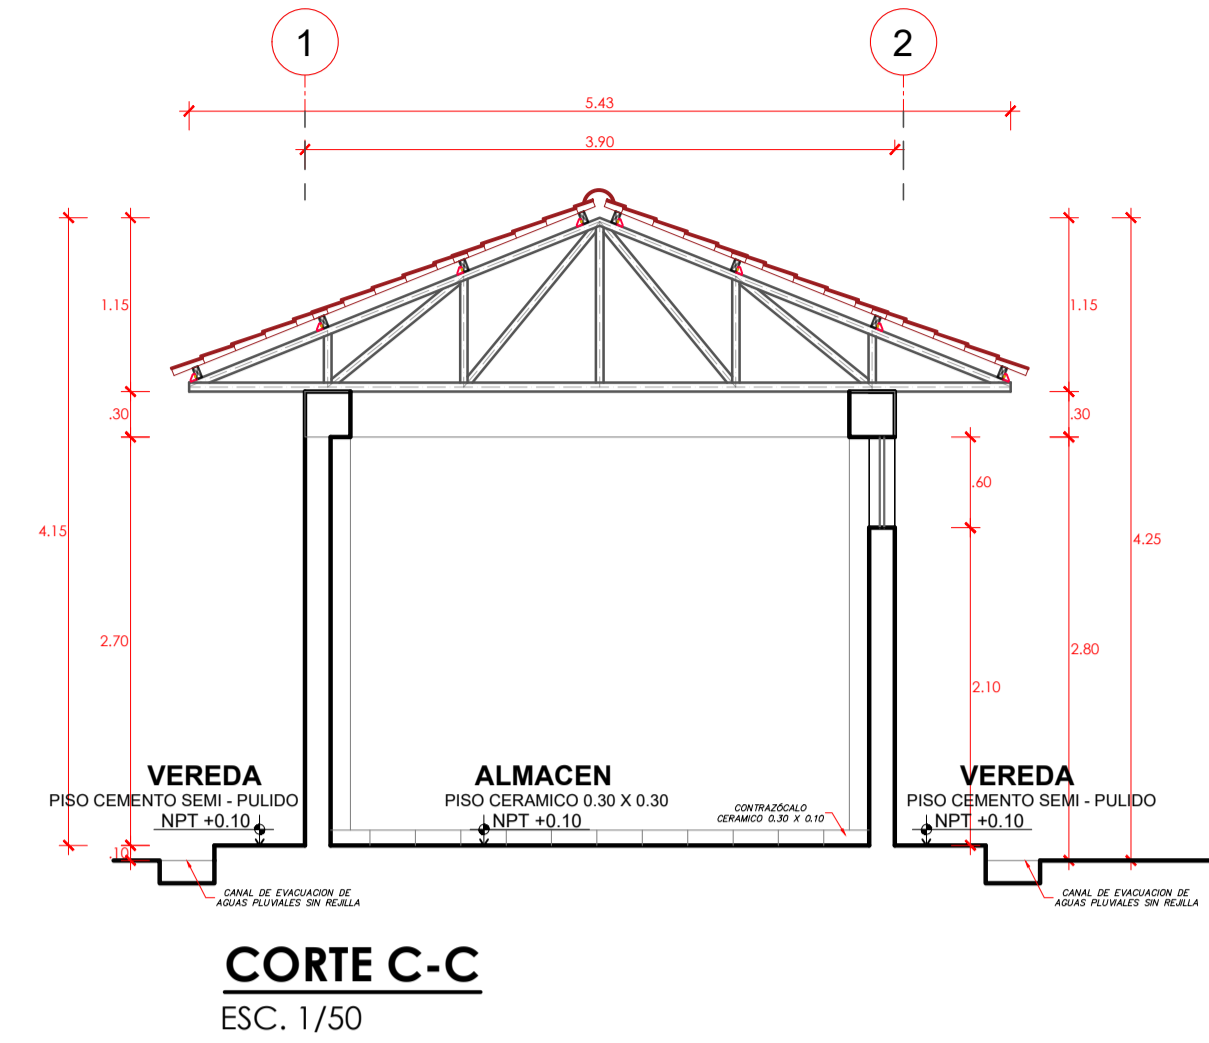 1
2
5.43
3.90
1.15
1.15
.30
.30
.60
4.15
4.25
2.70
2.80
2.10
VEREDA
PISO CEMENTO SEMI - PULIDO
NPT +0.10
ALMACEN
PISO CERAMICO 0.30 X 0.30
NPT +0.10
CONTRAZÓCALO
CERAMICO 0.30 X 0.10
VEREDA
PISO CEMENTO SEMI - PULIDO
NPT +0.10
.10
CANAL DE EVACUACION DE
AGUAS PLUVIALES SIN REJILLA
CANAL DE EVACUACION DE
AGUAS PLUVIALES SIN REJILLA
CORTE C-C
ESC. 1/50